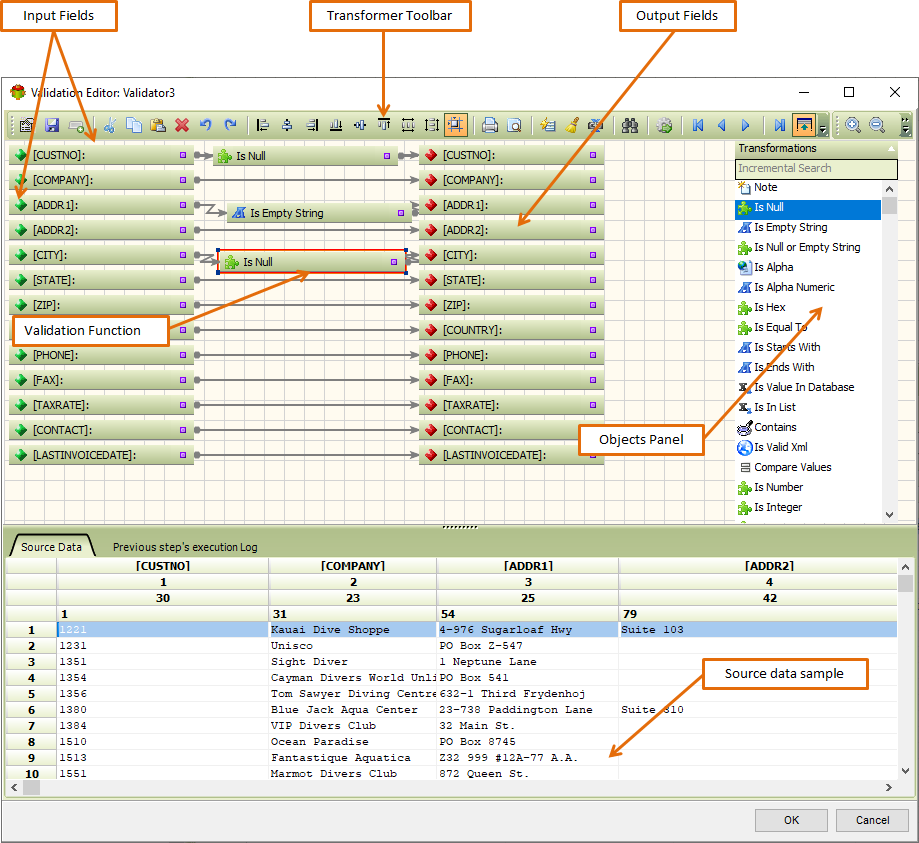 Input Fields
Transformer Toolbar
Output Fields
Validation Editor: Validator3
Transformations
Incremental Search
[CUSTNO]: Is Null [CUSTNO]:
[COMPANY]: [COMPANY]:
[ADDR1]: Is Empty String [ADDR1]:
[ADDR2]: [ADDR2]:
[CITY]: Is Null [CITY]:
[STATE]: [STATE]:
[ZIP]: [ZIP]:
Validation Function
[COUNTRY]:
[PHONE]: [PHONE]:
[FAX]: [FAX]:
[TAXRATE]: [TAXRATE]:
[CONTACT]: [CONTACT]:
[LASTINVOICEDATE]: [LASTINVOICEDATE]:
Note
Is Null
Is Empty String
Is Null or Empty String
Is Alpha
Is Alpha Numeric
Is Hex
Is Equal To
Is Starts With
Is Ends With
Is Value In Database
Is In List
Contains
Is Valid Xml
Compare Values
Is Number
Is Integer
Objects Panel
Source Data Previous step's execution Log
[CUSTNO] [COMPANY] [ADDR1] [ADDR2]
1 2 3 4
30 23 25 42
1 31 54 79
1 1221 Kauai Dive Shoppe 4-976 Sugarloaf Hwy Suite 103
2 1231 Unisco PO Box Z-547
3 1351 Sight Diver 1 Neptune Lane
4 1354 Cayman Divers World Unli PO Box 541
5 1356 Tom Sawyer Diving Centre 632-1 Third Frydenhoj
6 1380 Blue Jack Aqua Center 23-738 Paddington Lane Suite 310
7 1384 VIP Divers Club 32 Main St.
8 1510 Ocean Paradise PO Box 8745
9 1513 Fantastique Aquatica Z32 999 #12A-77 A.A.
10 1551 Marmot Divers Club 872 Queen St.
Source data sample
OK Cancel